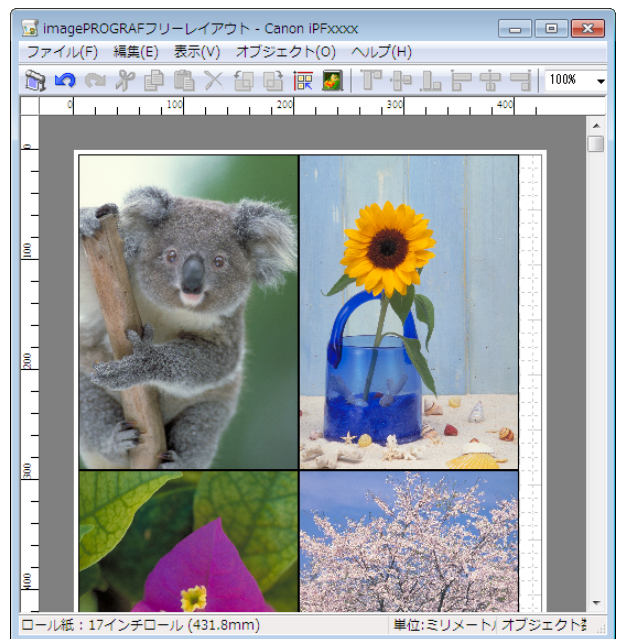 imagePROGRAFフリーレイアウト - Canon iPFxxxx
ファイル(F) 編集(E) 表示(V) オブジェクト(O) ヘルプ(H)
100%
0 100 200 300 400
0
100
200
300
400
ロール紙：17インチロール (431.8mm) 単位:ミリメートル オブジェクト数